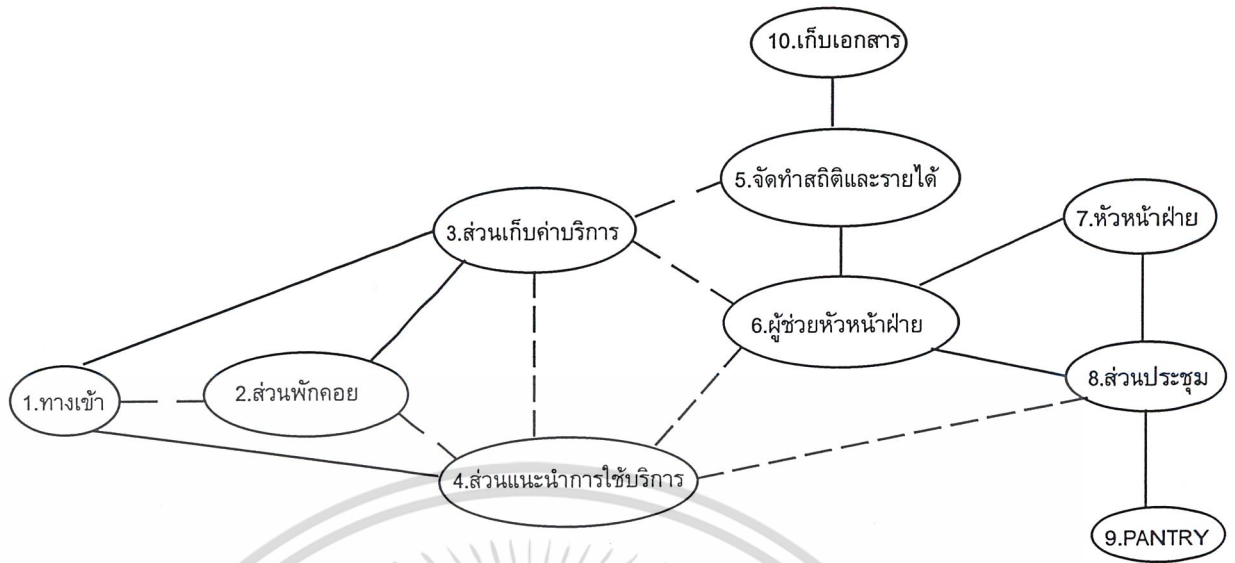 10.เก็บเอกสาร
5.จัดทำสถิติและรายได้
3.ส่วนเก็บค่าบริการ
7.หัวหน้าฝ่าย
6.ผู้ช่วยหัวหน้าฝ่าย
1.ทางเข้า
2.ส่วนพักคอย
8.ส่วนประชุม
4.ส่วนแนะนำการใช้บริการ
9.PANTRY